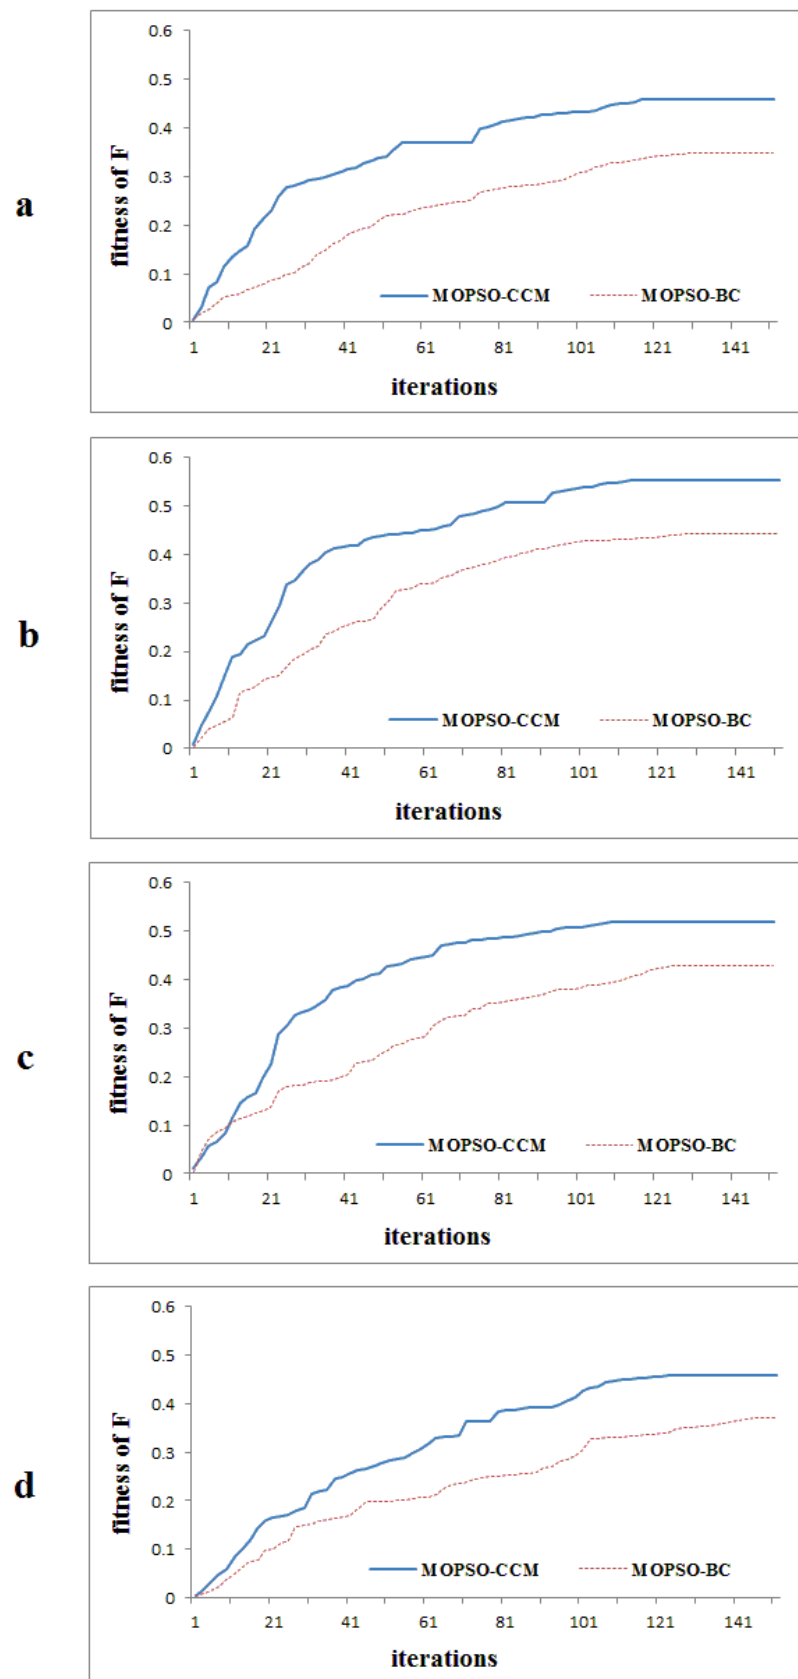 a
fitness of F
0.6
0.5
0.4
0.3
0.2
0.1
0
MOPSO-CCM MOPSO-BC
1 21 41 61 81 101 121 141
iterations
b
fitness of F
0.6
0.5
0.4
0.3
0.2
0.1
0
MOPSO-CCM MOPSO-BC
1 21 41 61 81 101 121 141
iterations
c
fitness of F
0.6
0.5
0.4
0.3
0.2
0.1
0
MOPSO-CCM MOPSO-BC
1 21 41 61 81 101 121 141
iterations
d
fitness of F
0.6
0.5
0.4
0.3
0.2
0.1
0
MOPSO-CCM MOPSO-BC
1 21 41 61 81 101 121 141
iterations